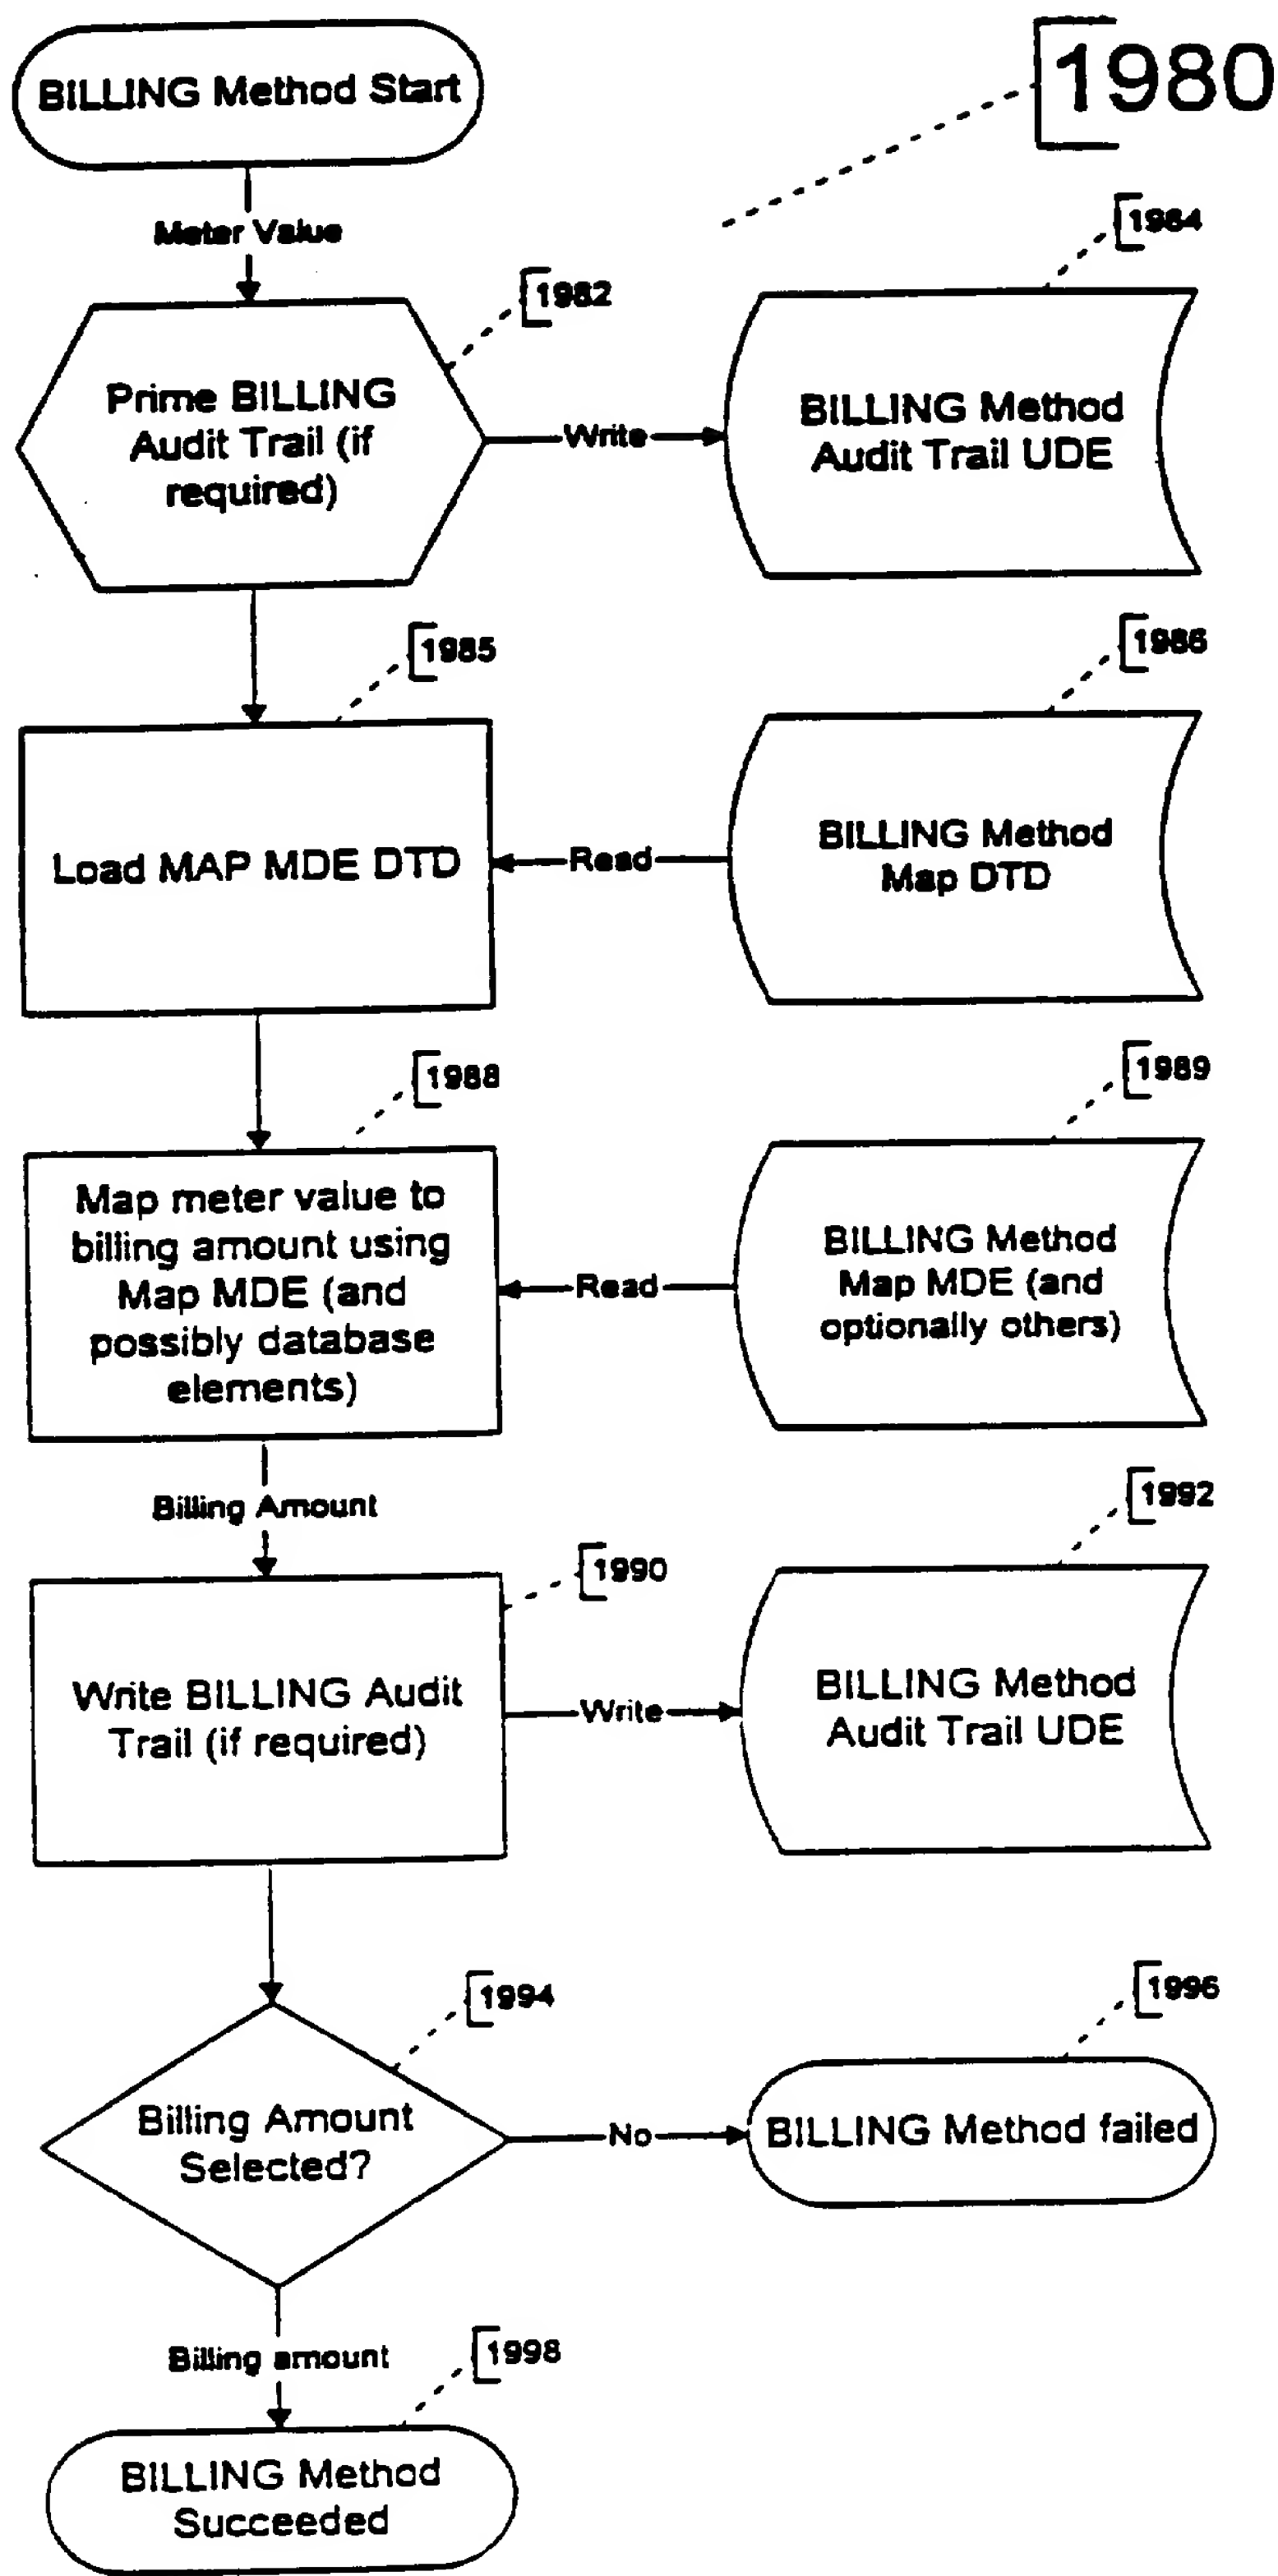 BILLING Method Start
1980
Meter Value
1984
1982
Prime BILLING
Audit Trail (if
required)
Write
BILLING Method
Audit Trail UDE
1985
1986
Load MAP MDE DTD
Read
BILLING Method
Map DTD
1988
1989
Map meter value to
billing amount using
Map MDE (and
possibly database
elements)
Read
BILLING Method
Map MDE (and
optionally others)
Billing Amount
1992
1990
Write BILLING Audit
Trail (if required)
Write
BILLING Method
Audit Trail UDE
1994
1996
Billing Amount
Selected?
No
BILLING Method failed
Billing amount
1998
BILLING Method
Succeeded